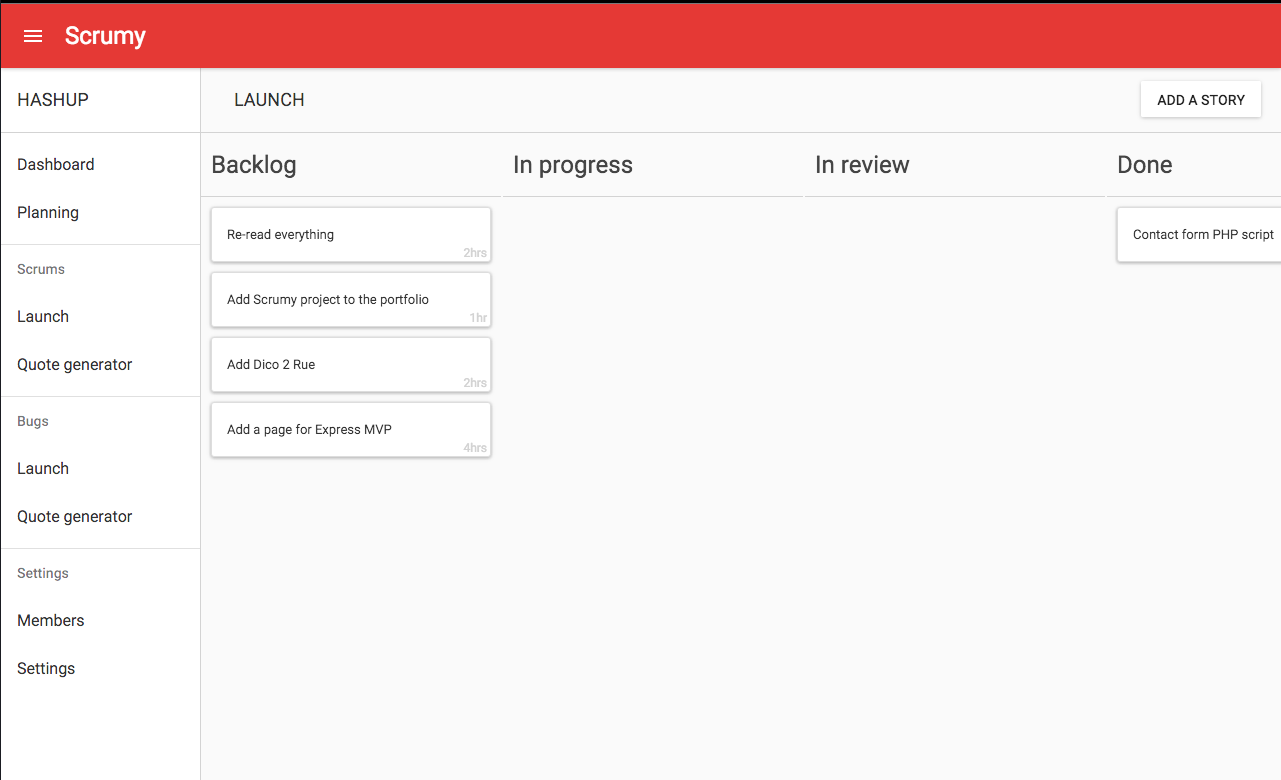 Scrumy
HASHUP
LAUNCH
ADD A STORY
Dashboard
Planning
Scrums
Launch
Quote generator
Bugs
Launch
Quote generator
Settings
Members
Settings
Backlog
Re-read everything
2hrs
Add Scrumy project to the portfolio
1hr
Add Dico 2 Rue
2hrs
Add a page for Express MVP
4hrs
In progress
In review
Done
Contact form PHP script